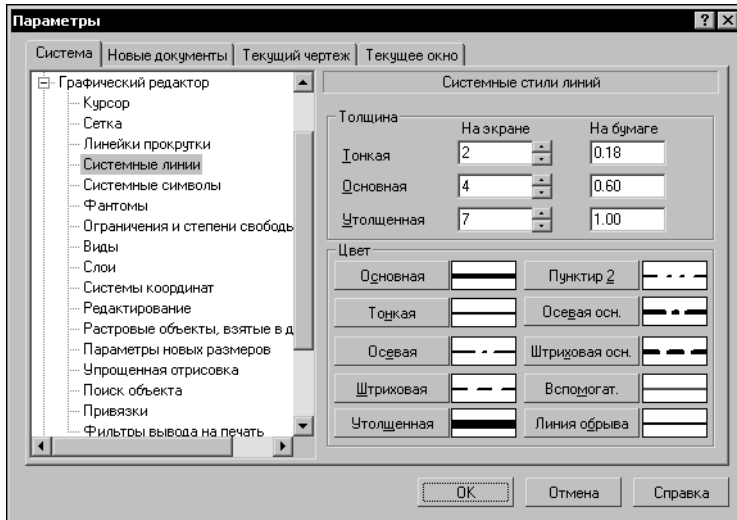 Параметры
Система
Новые документы
Текущий чертеж
Текущее окно
Графический редактор
Курсор
Сетка
Линейки прокрутки
Системные линии
Системные символы
Фантомы
Ограничения и степени свободы
Виды
Слои
Системы координат
Редактирование
Растровые объекты, взятые в д
Параметры новых размеров
Упрощенная отрисовка
Поиск объекта
Привязки
Фильтры вывода на печать
Системные стили линий
Толщина
На экране На бумаге
Тонкая 2 0.18
Основная 4 0.60
Утолщенная 7 1.00
Цвет
Основная Пунктир 2
Тонкая Осевая осн.
Осевая Штриховая осн.
Штриховая Вспомогат.
Утолщенная Линия обрыва
OK Отмена Справка